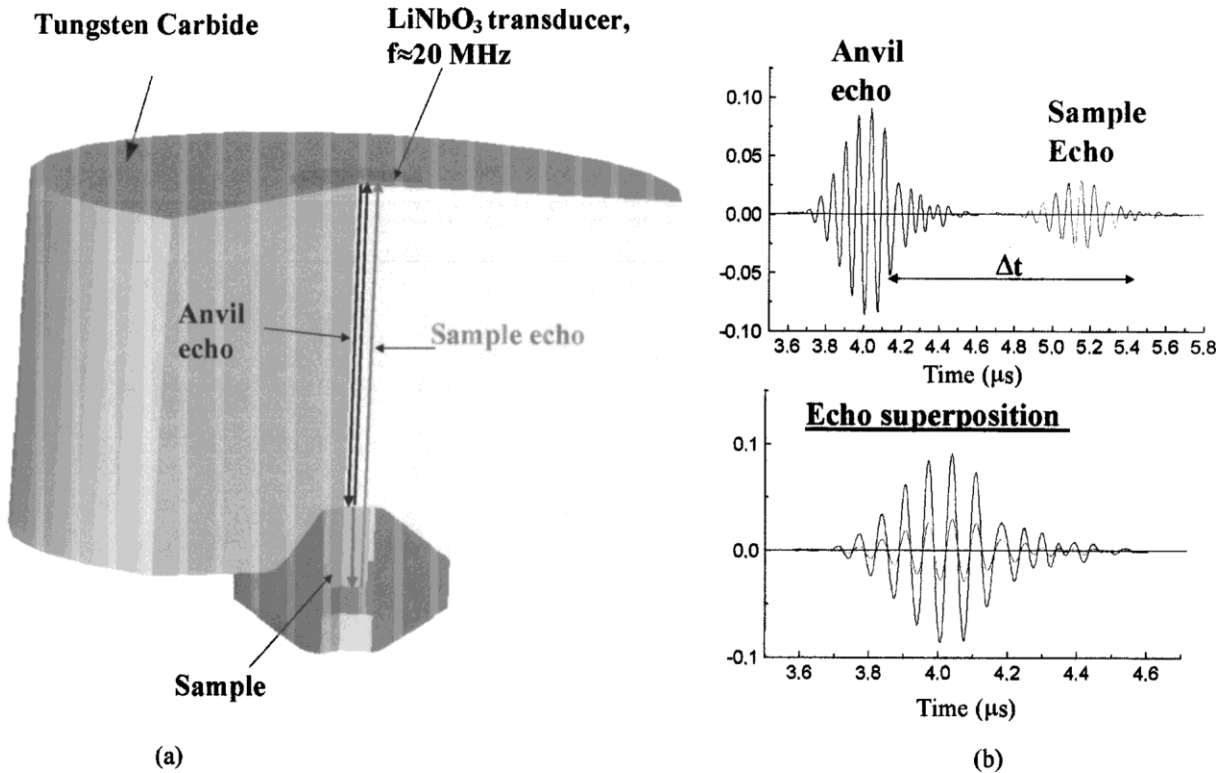 Tungsten Carbide
LiNbO₃ transducer,
f≈20 MHz
Anvil
echo
Sample echo
Sample
(a)
Anvil
echo
Sample
Echo
0.10
0.05
0.00
-0.05
-0.10
Δt
3.6 3.8 4.0 4.2 4.4 4.6 4.8 5.0 5.2 5.4 5.6 5.8
Time (μs)
Echo superposition
0.1
0.0
-0.1
3.6 3.8 4.0 4.2 4.4 4.6
Time (μs)
(b)